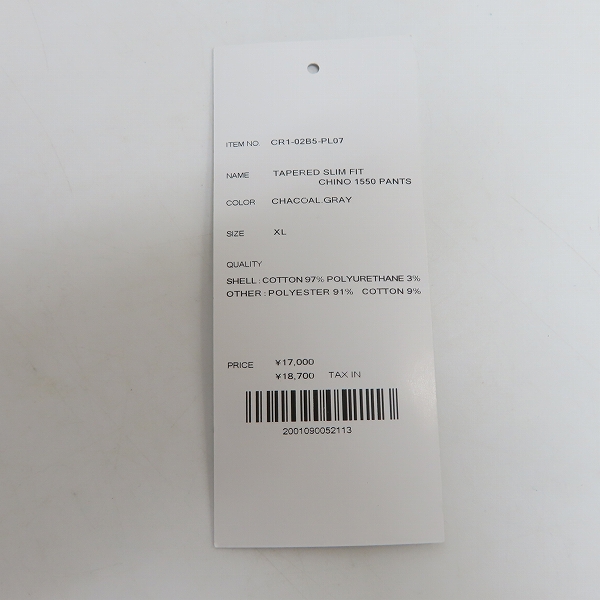 ITEM NO. CR1-02B5-PL07
NAME TAPERED SLIM FIT
CHINO 1550 PANTS
COLOR CHACOAL.GRAY
SIZE XL
QUALITY
SHELL : COTTON 97% POLYURETHANE 3%
OTHER : POLYESTER 91% COTTON 9%
PRICE ¥17,000
¥18,700 TAX IN
2001090052113